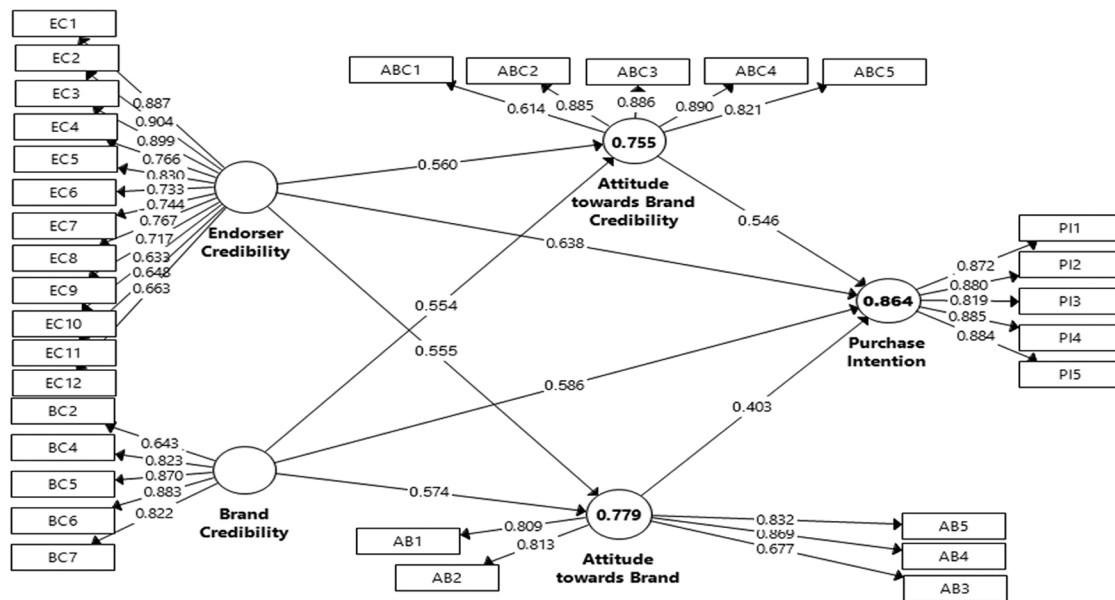 EC1
EC2
EC3
EC4
EC5
EC6
EC7
EC8
EC9
EC10
EC11
EC12
BC2
BC4
BC5
BC6
BC7
0.887
0.904
0.899
0.766
0.830
0.733
0.744
0.767
0.717
0.633
0.648
0.663
Endorser
Credibility
0.643
0.823
0.870
0.883
0.822
Brand
Credibility
ABC1
ABC2
ABC3
ABC4
ABC5
0.614
0.885
0.886
0.890
0.821
0.755
Attitude
towards Brand
Credibility
0.560
0.638
0.554
0.555
0.586
0.574
0.546
0.403
0.864
Purchase
Intention
0.872
0.880
0.819
0.885
0.884
PI1
PI2
PI3
PI4
PI5
0.779
Attitude
towards Brand
0.809
0.813
AB1
AB2
0.832
0.869
0.677
AB5
AB4
AB3